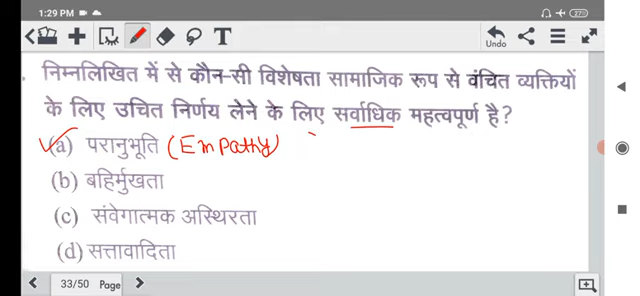 1:29 PM
27
T
Undo
निम्नलिखित में से कौन-सी विशेषता सामाजिक रूप से वंचित व्यक्तियों
के लिए उचित निर्णय लेने के लिए सर्वाधिक महत्वपूर्ण है?
(a) परानुभूति (Empathy)
(b) बहिर्मुखता
(c) संवेगात्मक अस्थिरता
(d) सत्तावादिता
33/50 Page